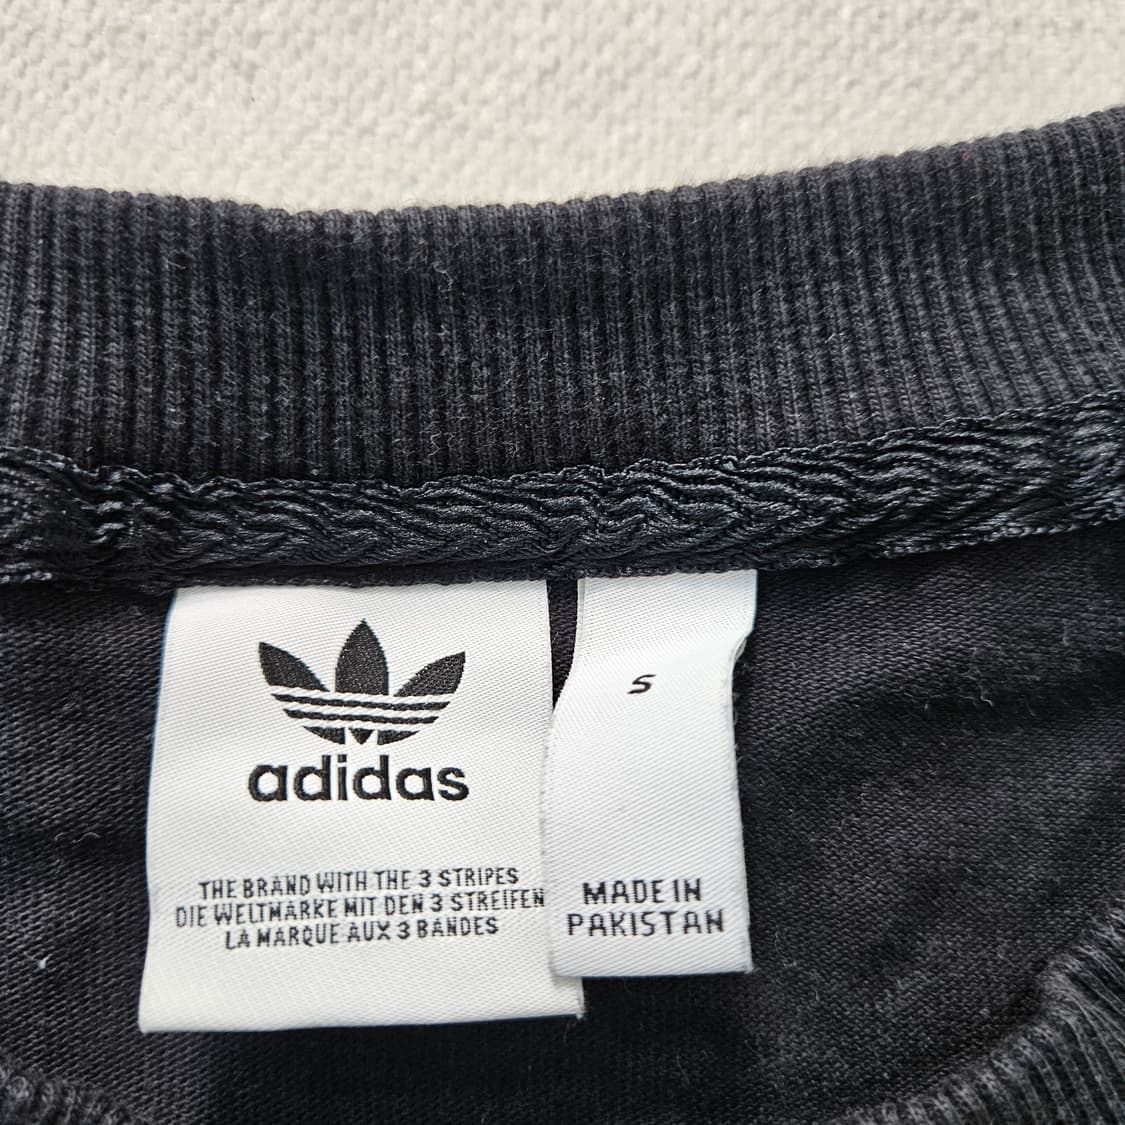 adidas
THE BRAND WITH THE 3 STRIPES
DIE WELTMARKE MIT DEN 3 STREIFEN
LA MARQUE AUX 3 BANDES
S
MADE IN
PAKISTAN